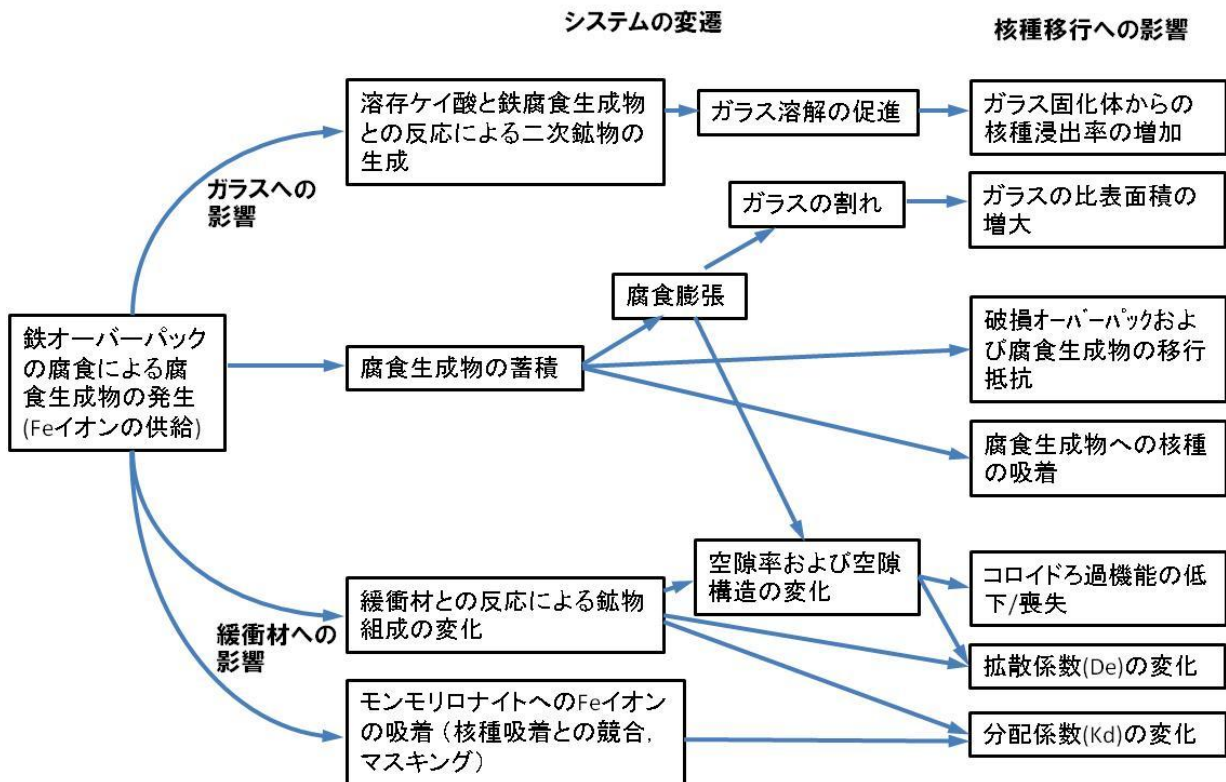 システムの変遷
核種移行への影響
溶存ケイ酸と鉄腐食生成物
との反応による二次鉱物の
生成
ガラス溶解の促進
ガラス固化体からの
核種浸出率の増加
ガラスへの
影響
ガラスの割れ
ガラスの比表面積の
増大
腐食膨張
鉄オーバーパック
の腐食による腐
食生成物の発生
(Feイオンの供給)
腐食生成物の蓄積
破損ｵｰﾊﾞｰﾊﾟｯｸおよ
び腐食生成物の移行
抵抗
腐食生成物への核種
の吸着
空隙率および空隙
構造の変化
コロイドろ過機能の低
下/喪失
緩衝材との反応による鉱物
組成の変化
緩衝材への
影響
拡散係数(De)の変化
モンモリロナイトへのFeイオン
の吸着（核種吸着との競合，
マスキング）
分配係数(Kd)の変化